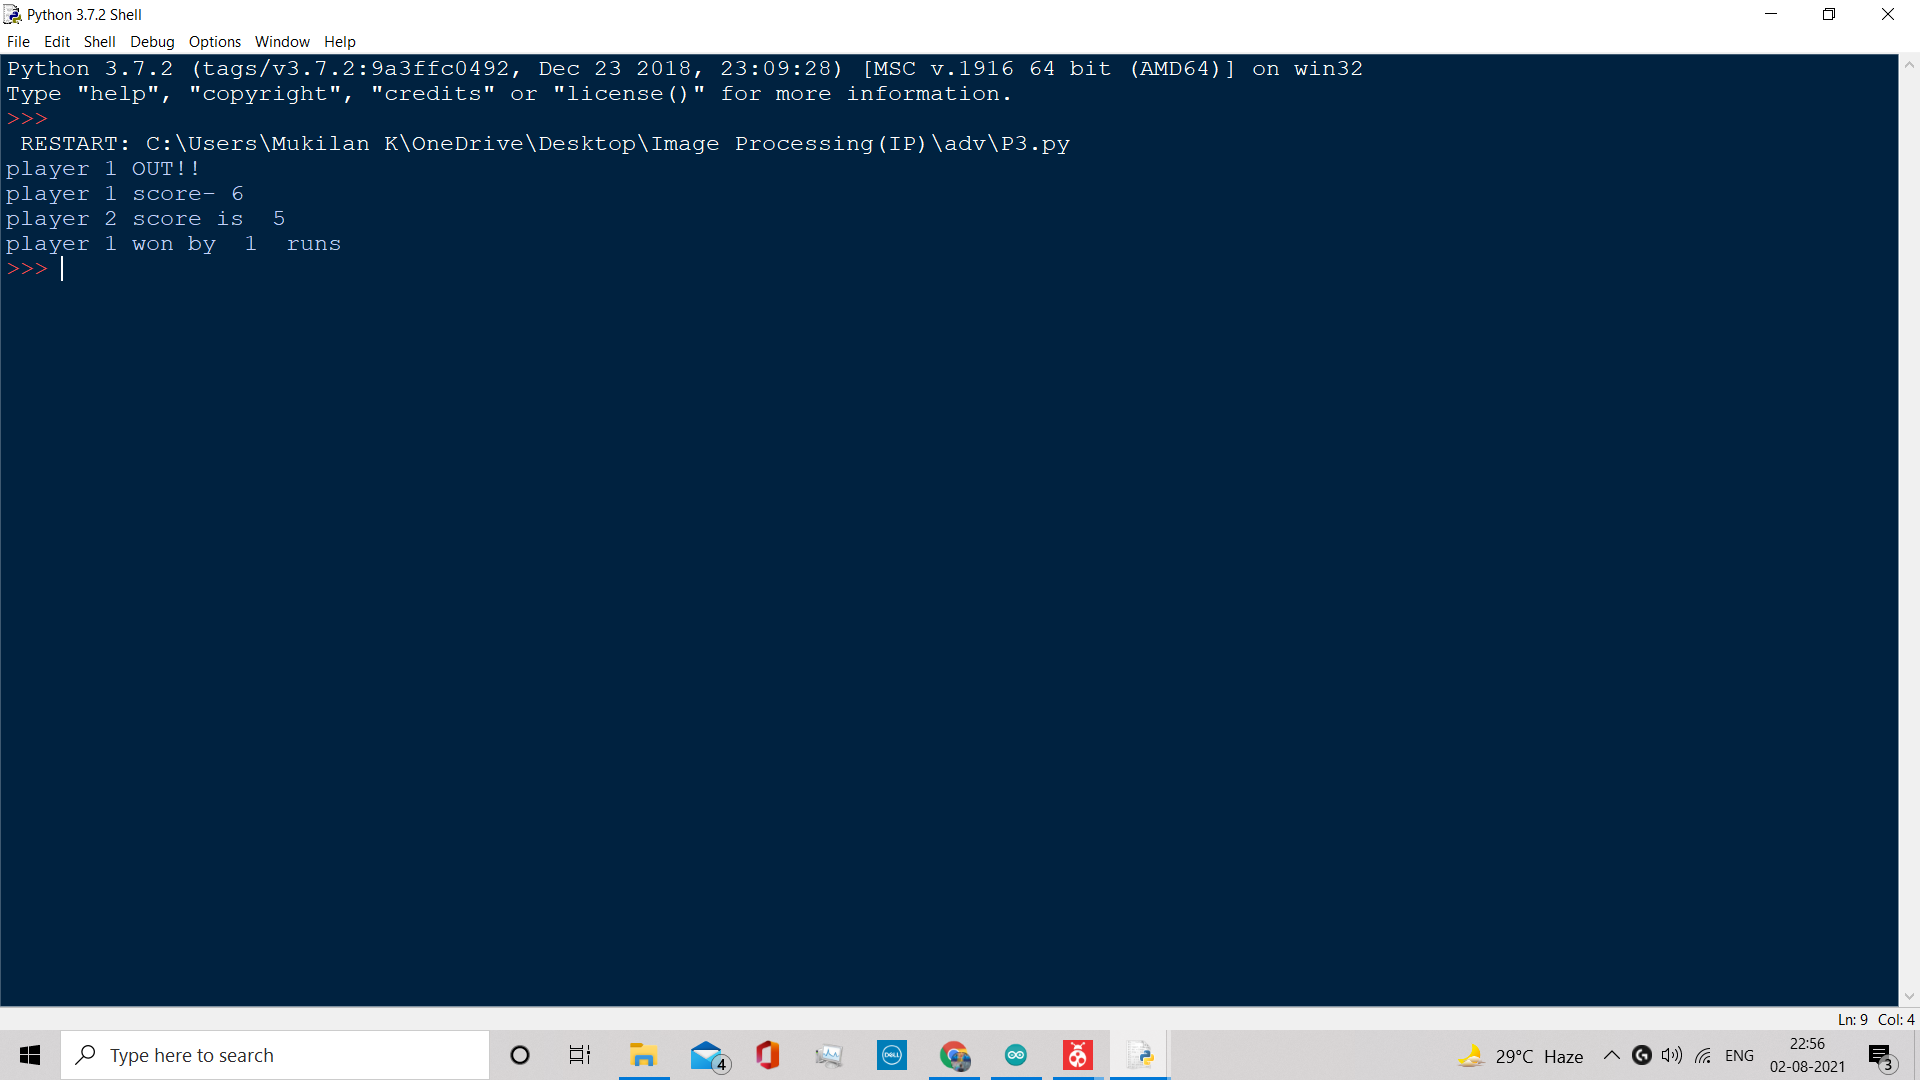 Python 3.7.2 Shell
File Edit Shell Debug Options Window Help
Python 3.7.2 (tags/v3.7.2:9a3ffc0492, Dec 23 2018, 23:09:28) [MSC v.1916 64 bit (AMD64)] on win32
Type "help", "copyright", "credits" or "license()" for more information.
>>>
 RESTART: C:\Users\Mukilan K\OneDrive\Desktop\Image Processing(IP)\adv\P3.py
player 1 OUT!!
player 1 score- 6
player 2 score is  5
player 1 won by  1  runs
>>>
Ln: 9 Col: 4
Type here to search
4
DELL
29°C Haze
ENG
22:56
02-08-2021
3